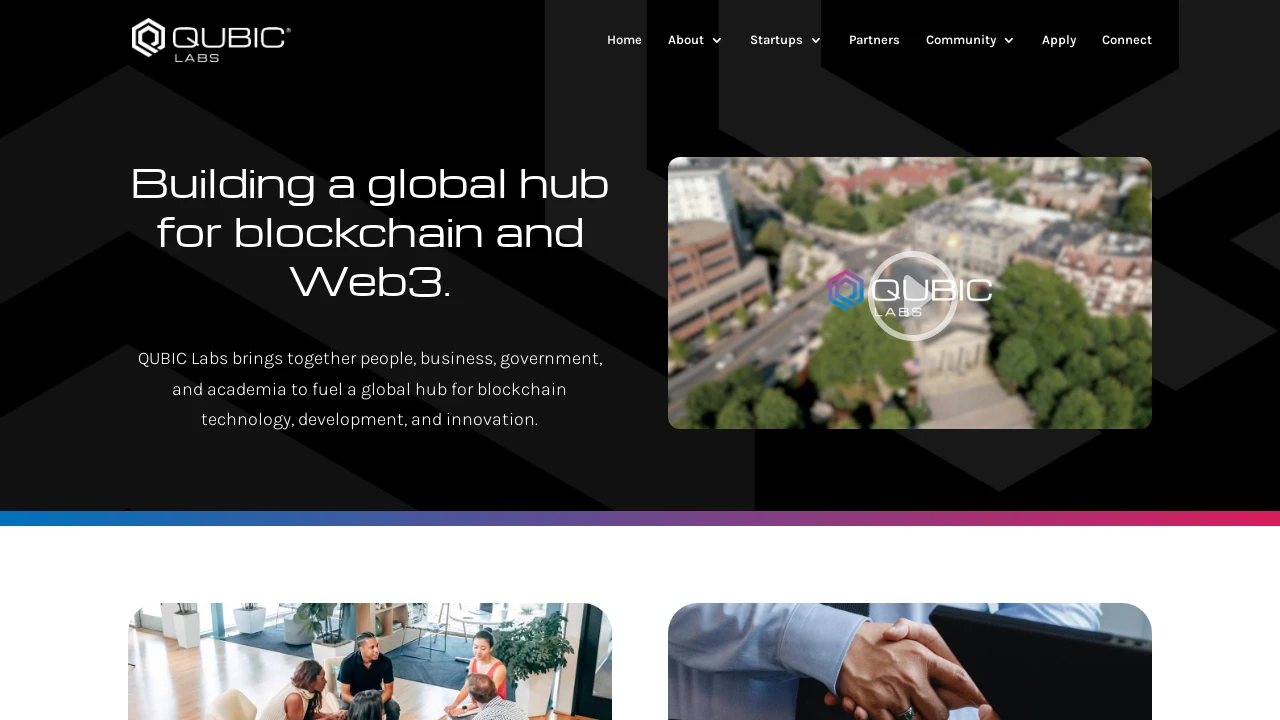 QUBIC®
LABS
Home
About
Startups
Partners
Community
Apply
Connect
Building a global hub
for blockchain and
Web3.
QUBIC Labs brings together people, business, government,
and academia to fuel a global hub for blockchain
technology, development, and innovation.
QUBIC
LABS